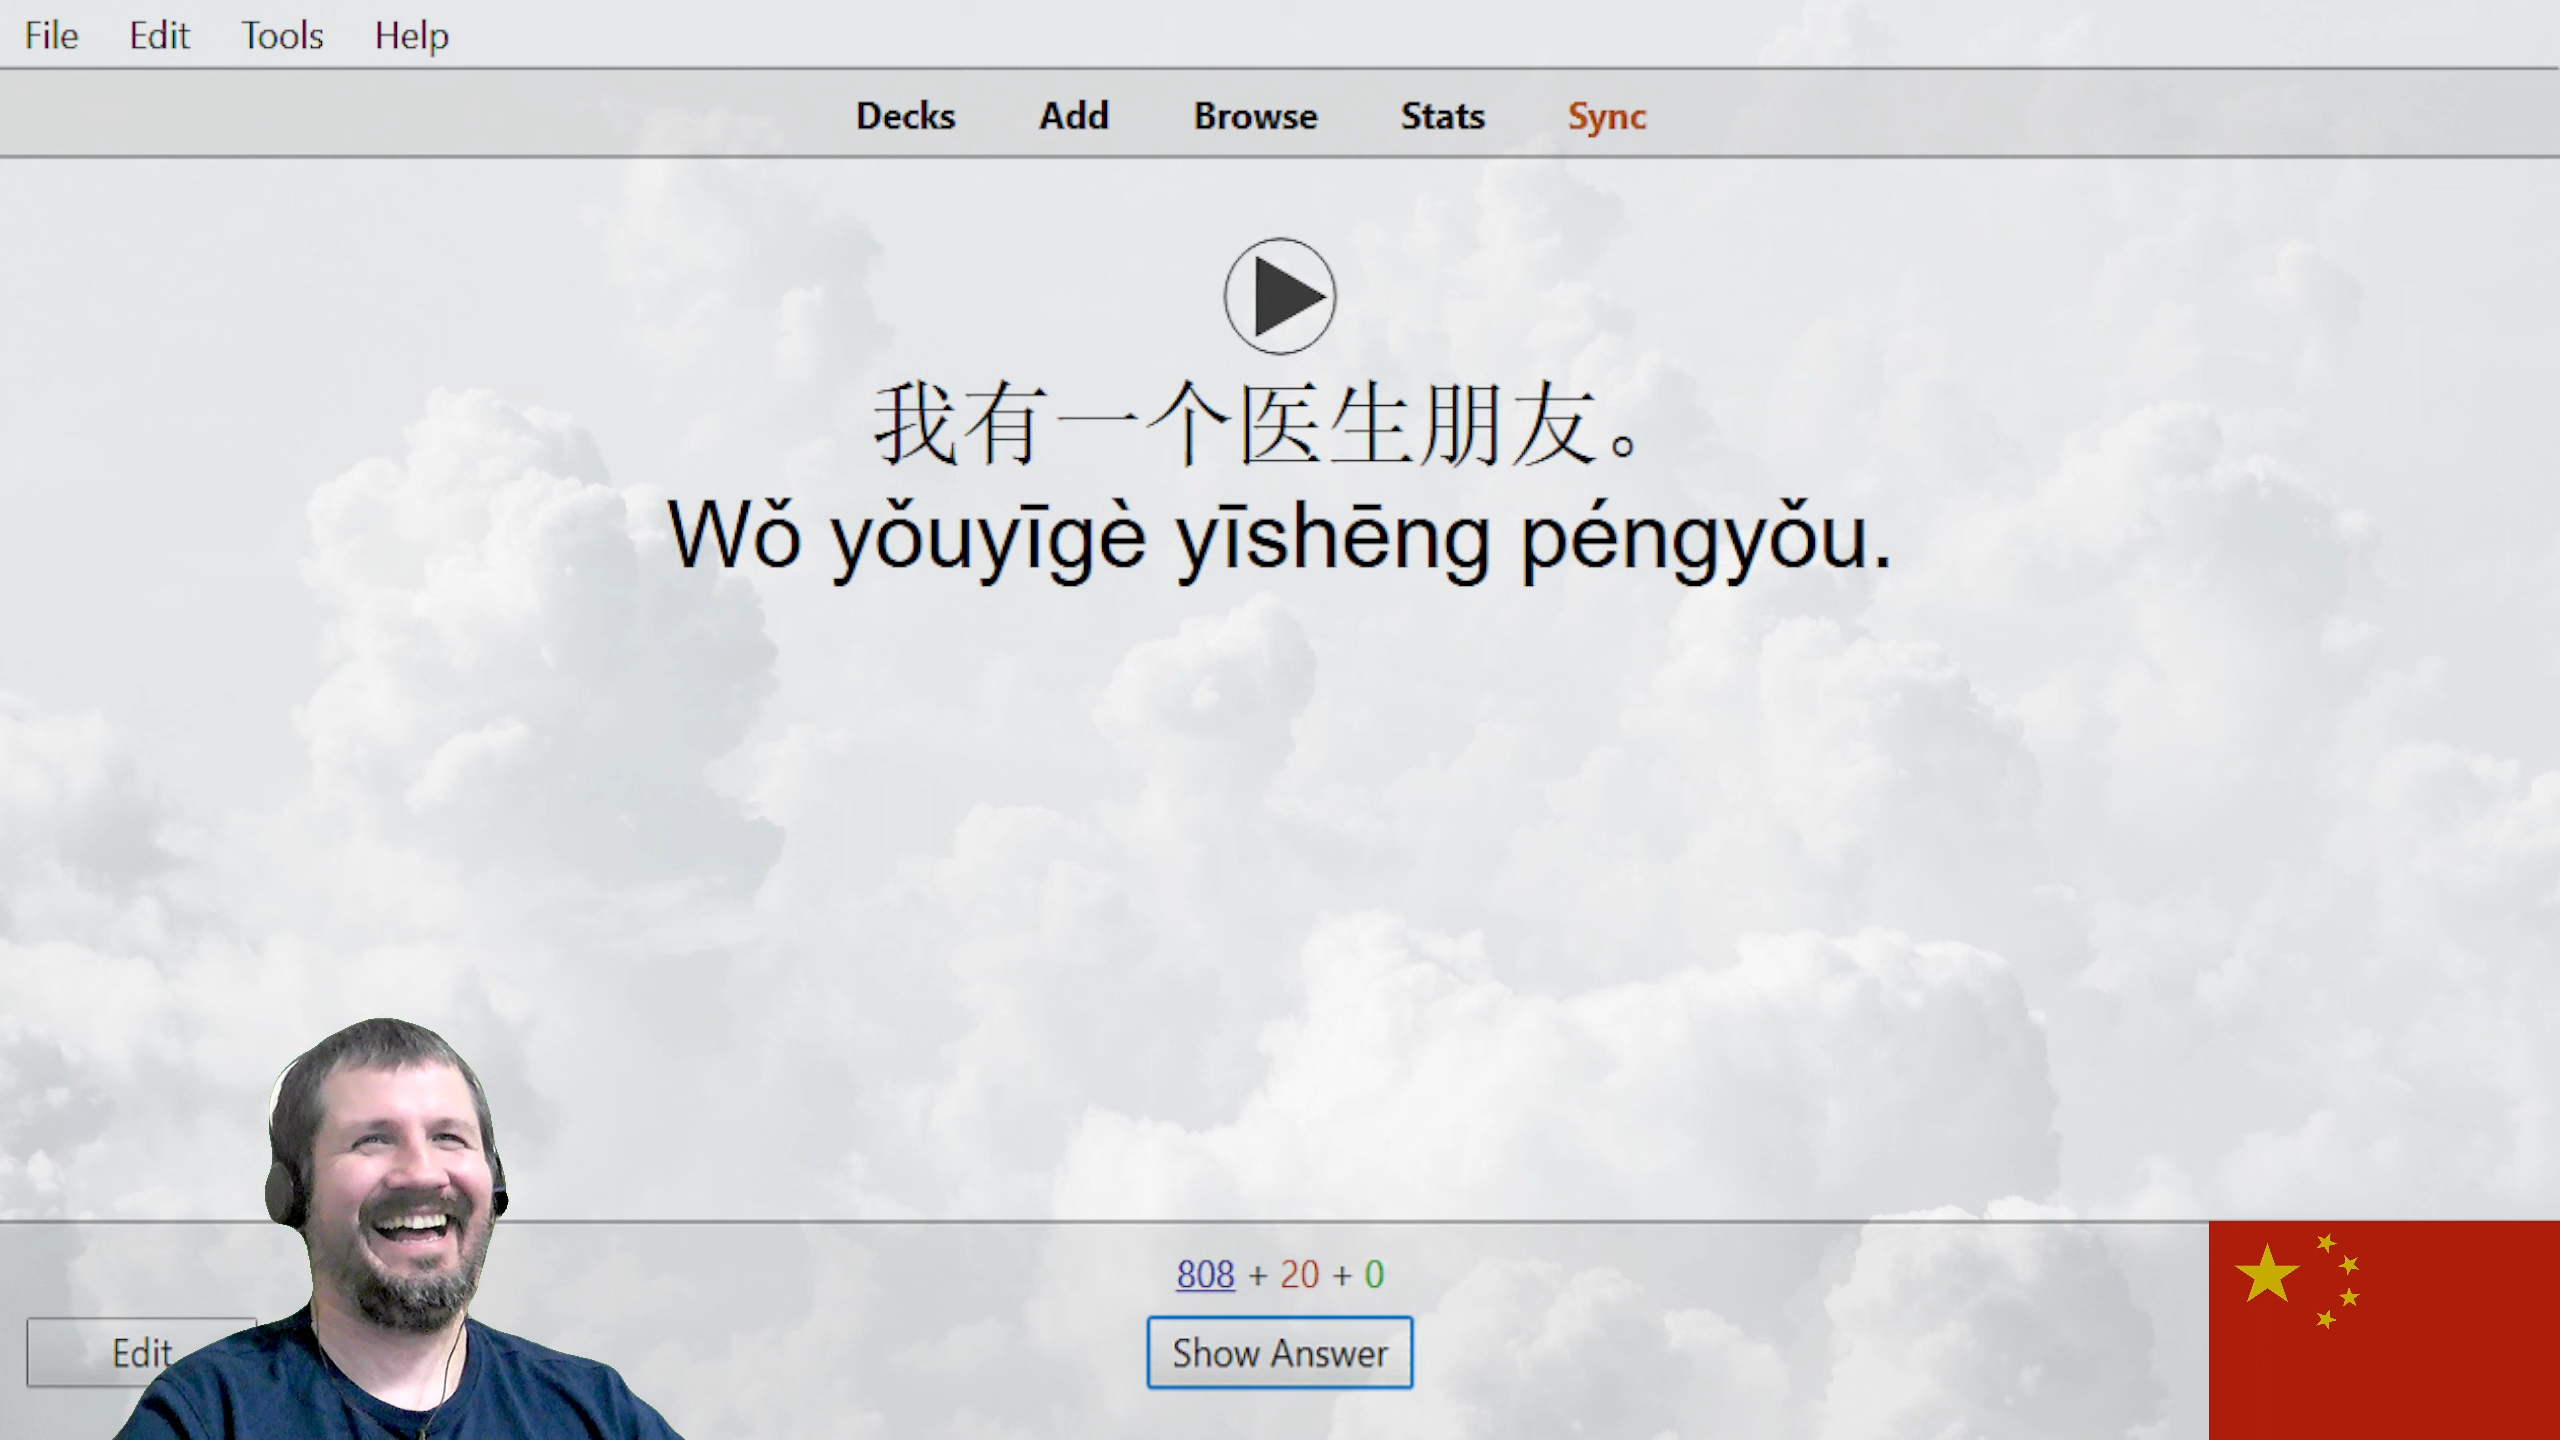 File Edit Tools Help
Decks Add Browse Stats Sync
我有一个医生朋友。
Wǒ yǒuyīgè yīshēng péngyǒu.
808 + 20 + 0
Edit Show Answer